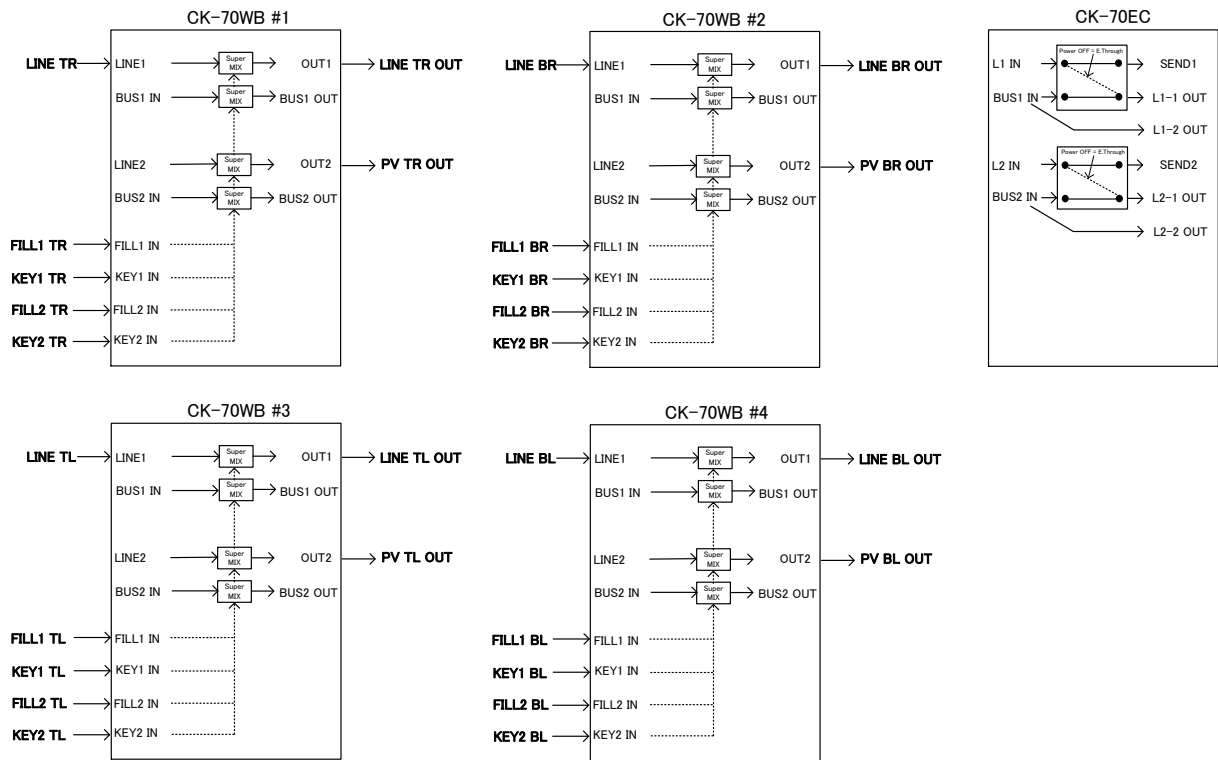 CK-70WB #1
LINE TR LINE1 Super MIX OUT1 LINE TR OUT
BUS1 IN Super MIX BUS1 OUT
LINE2 Super MIX OUT2 PV TR OUT
BUS2 IN Super MIX BUS2 OUT
FILL1 TR FILL1 IN
KEY1 TR KEY1 IN
FILL2 TR FILL2 IN
KEY2 TR KEY2 IN
CK-70WB #2
LINE BR LINE1 Super MIX OUT1 LINE BR OUT
BUS1 IN Super MIX BUS1 OUT
LINE2 Super MIX OUT2 PV BR OUT
BUS2 IN Super MIX BUS2 OUT
FILL1 BR FILL1 IN
KEY1 BR KEY1 IN
FILL2 BR FILL2 IN
KEY2 BR KEY2 IN
CK-70EC
Power OFF = E.Through
L1 IN SEND1
BUS1 IN L1-1 OUT
L1-2 OUT
Power OFF = E.Through
L2 IN SEND2
BUS2 IN L2-1 OUT
L2-2 OUT
CK-70WB #3
LINE TL LINE1 Super MIX OUT1 LINE TL OUT
BUS1 IN Super MIX BUS1 OUT
LINE2 Super MIX OUT2 PV TL OUT
BUS2 IN Super MIX BUS2 OUT
FILL1 TL FILL1 IN
KEY1 TL KEY1 IN
FILL2 TL FILL2 IN
KEY2 TL KEY2 IN
CK-70WB #4
LINE BL LINE1 Super MIX OUT1 LINE BL OUT
BUS1 IN Super MIX BUS1 OUT
LINE2 Super MIX OUT2 PV BL OUT
BUS2 IN Super MIX BUS2 OUT
FILL1 BL FILL1 IN
KEY1 BL KEY1 IN
FILL2 BL FILL2 IN
KEY2 BL KEY2 IN